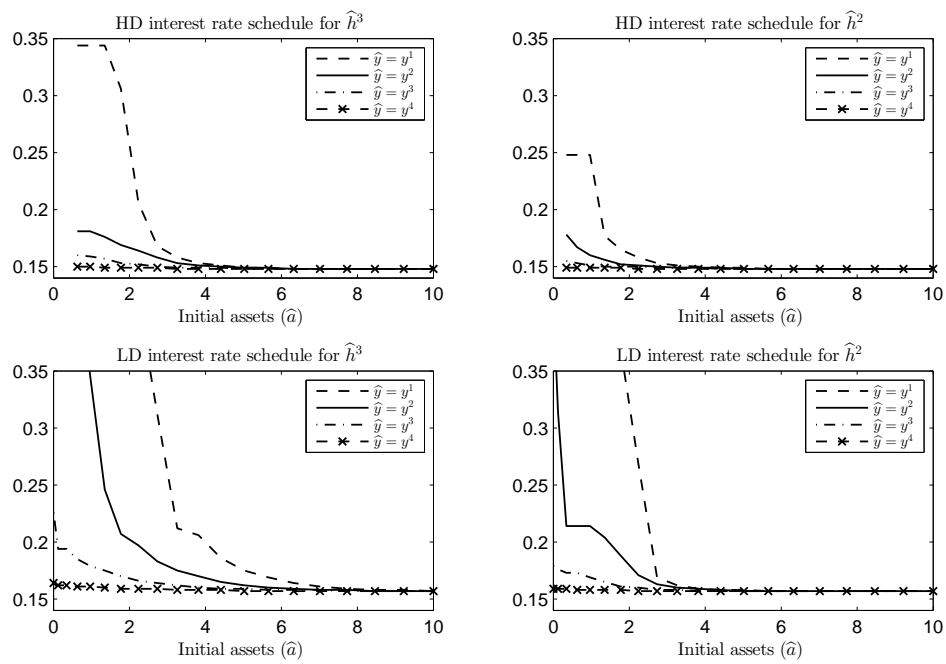 HD interest rate schedule for ĥ³
0.35
0.3
0.25
0.2
0.15
0 2 4 6 8 10
Initial assets (â)
ŷ = y¹
ŷ = y²
ŷ = y³
ŷ = y⁴
HD interest rate schedule for ĥ²
0.35
0.3
0.25
0.2
0.15
0 2 4 6 8 10
Initial assets (â)
ŷ = y¹
ŷ = y²
ŷ = y³
ŷ = y⁴
LD interest rate schedule for ĥ³
0.35
0.3
0.25
0.2
0.15
0 2 4 6 8 10
Initial assets (â)
ŷ = y¹
ŷ = y²
ŷ = y³
ŷ = y⁴
LD interest rate schedule for ĥ²
0.35
0.3
0.25
0.2
0.15
0 2 4 6 8 10
Initial assets (â)
ŷ = y¹
ŷ = y²
ŷ = y³
ŷ = y⁴